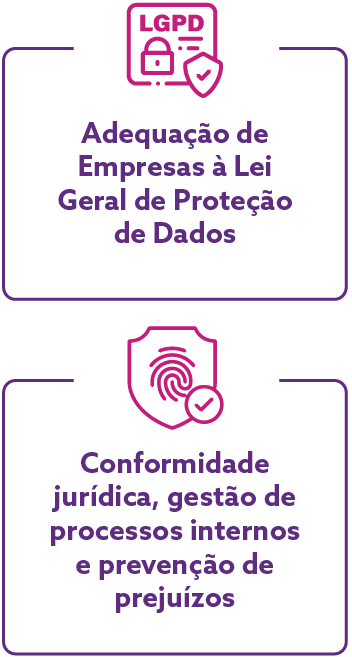 LGPD
Adequação de
Empresas à Lei
Geral de Proteção
de Dados
Conformidade
jurídica, gestão de
processos internos
e prevenção de
prejuízos